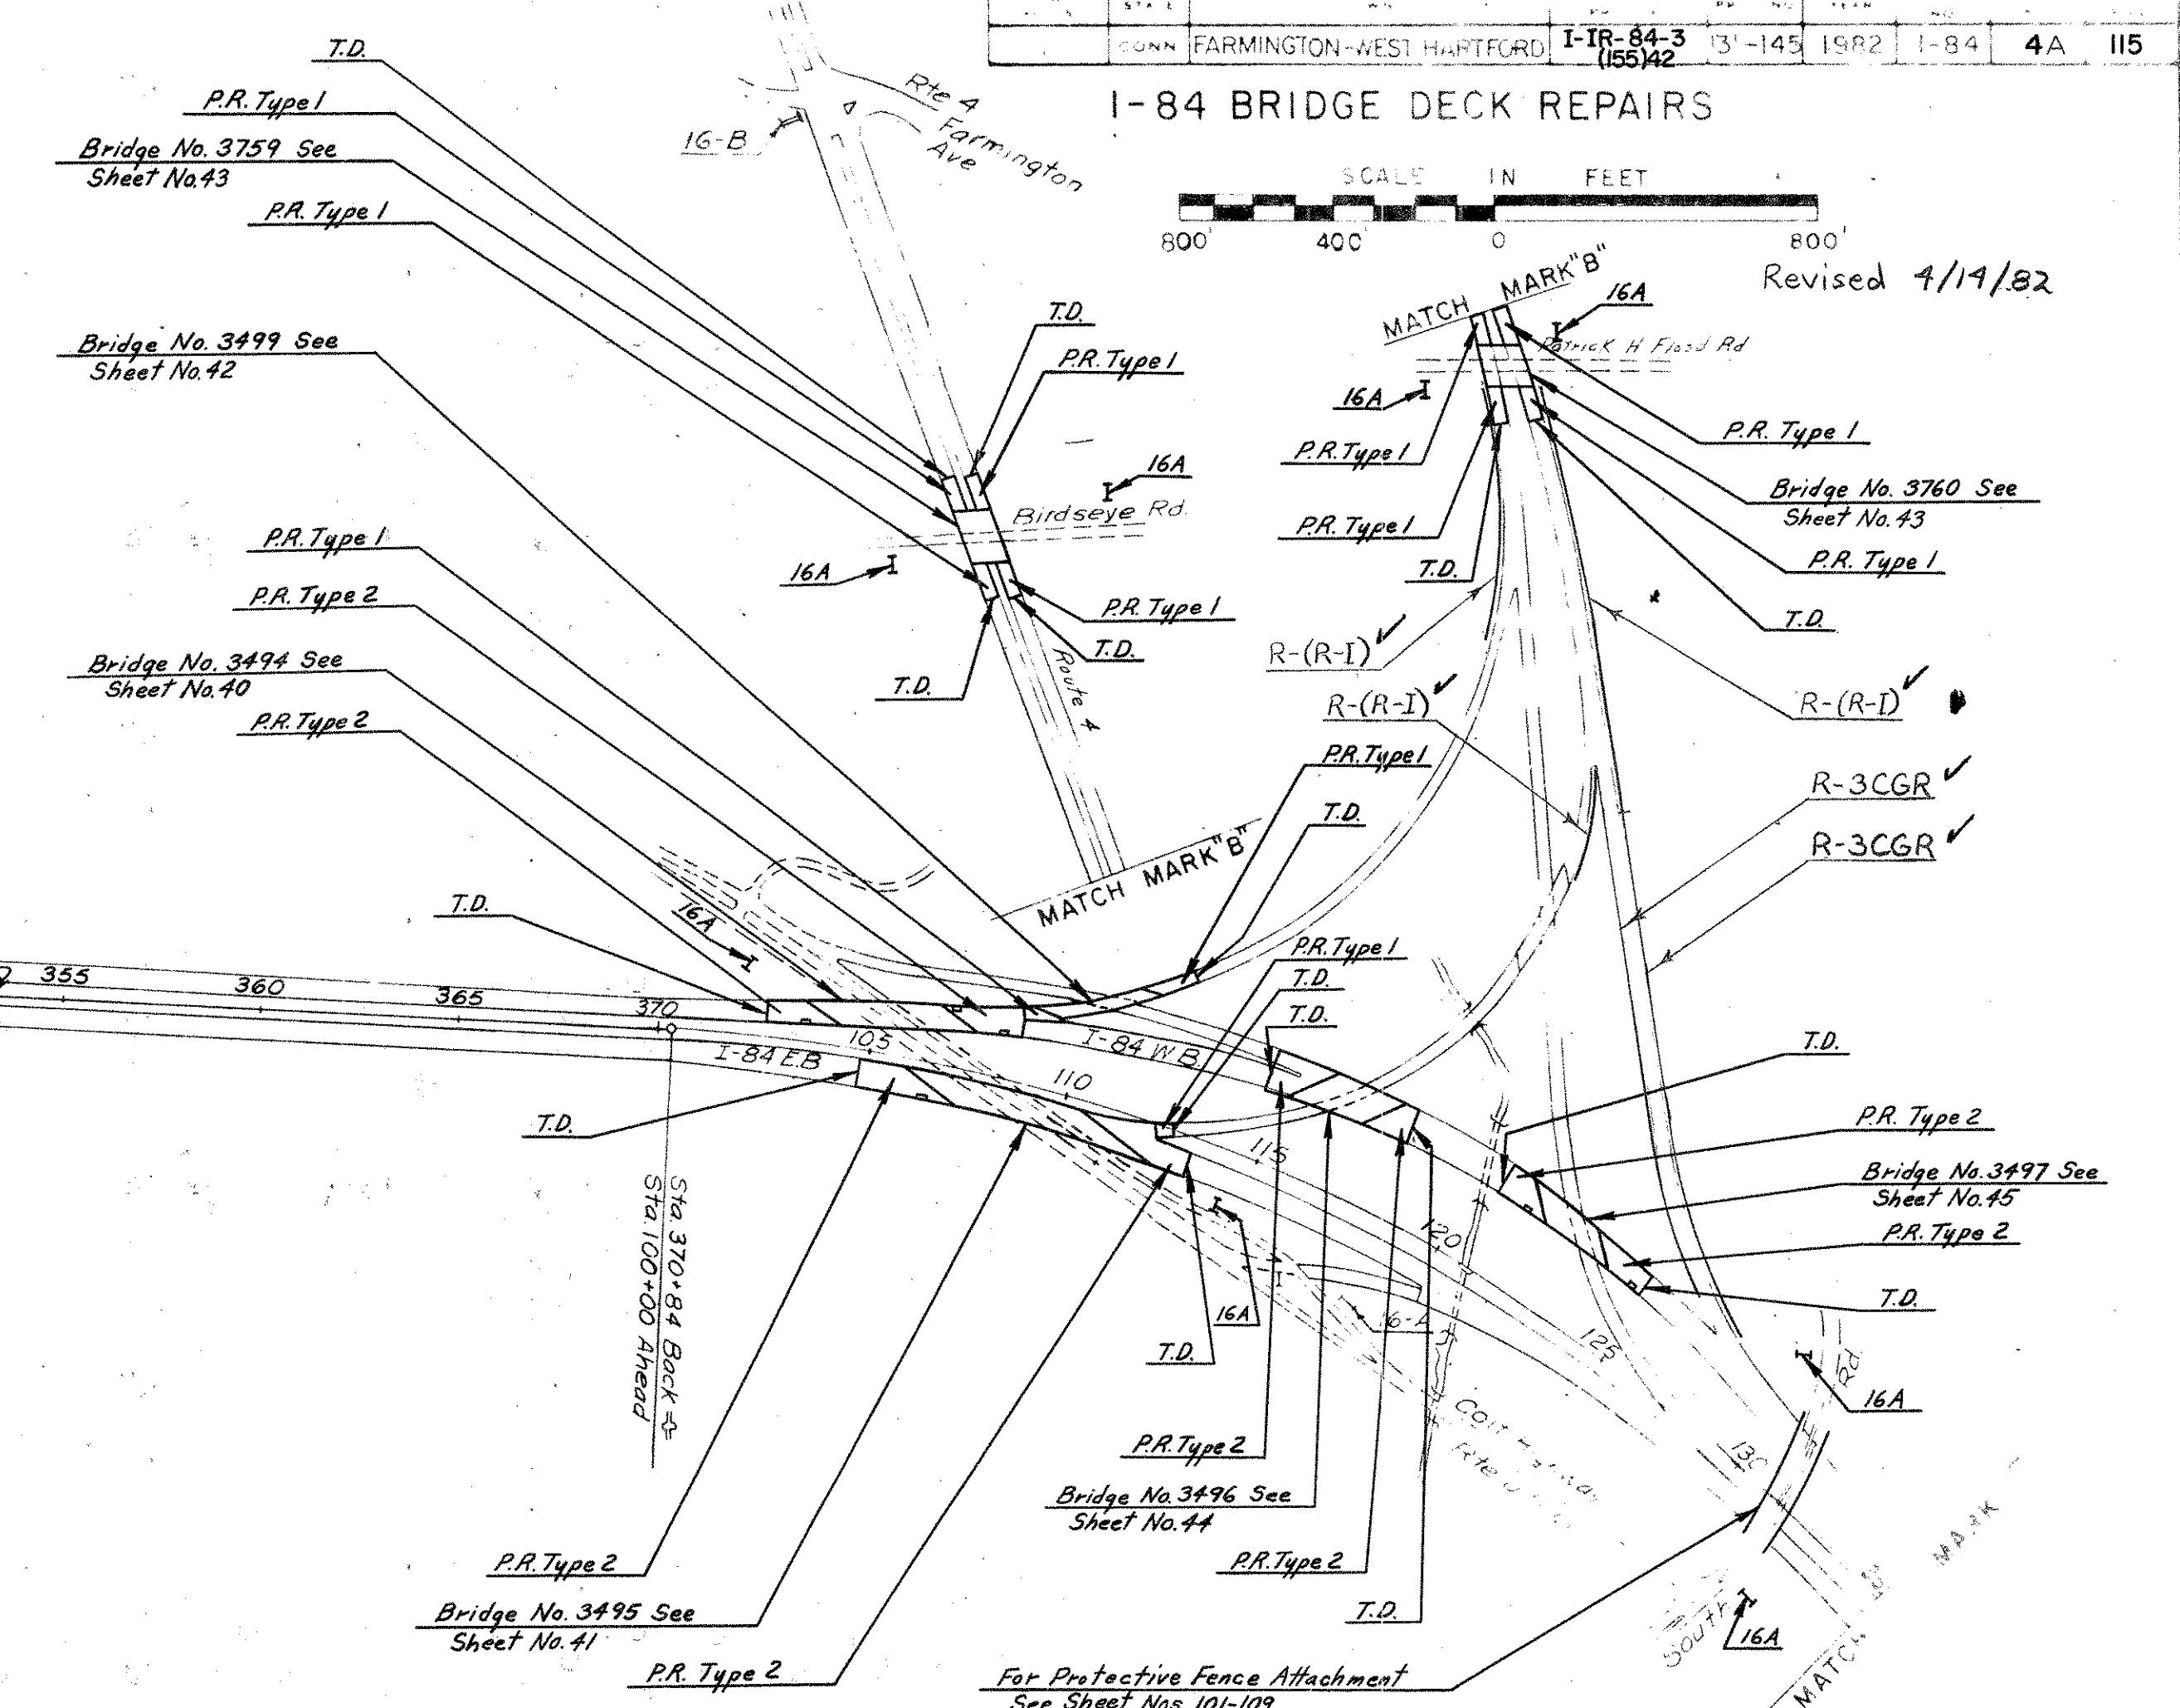 STATE
CONN FARMINGTON-WEST HARTFORD I-IR-84-3 (155)42 1982 I-84 4A 115
I-84 BRIDGE DECK REPAIRS
SCALE IN FEET
800' 400' 0 800'
Revised 4/14/82
T.D.
P.R. Type 1
Bridge No. 3759 See
Sheet No. 43
P.R. Type 1
Bridge No. 3499 See
Sheet No. 42
P.R. Type 1
P.R. Type 2
Bridge No. 3494 See
Sheet No. 40
P.R. Type 2
T.D.
16-B
Rte 4
Farmington
Ave
T.D.
P.R. Type 1
16A
Birdseye Rd.
16A
P.R. Type 1
T.D.
T.D.
Route 4
MATCH MARK "B"
MATCH MARK "B"
16A
Patrick H Flood Rd
16A
P.R. Type 1
P.R. Type 1
T.D.
P.R. Type 1
Bridge No. 3760 See
Sheet No. 43
P.R. Type 1
T.D.
R-(R-I) ✓
R-(R-I) ✓
R-(R-I) ✓
R-3CGR ✓
R-3CGR ✓
P.R. Type 1
T.D.
16A
P.R. Type 1
T.D.
T.D.
355 360 365 370
105 110 115 120 125 130
I-84 E.B.
I-84 W.B.
T.D.
Sta. 370+84 Back =
Sta. 100+00 Ahead
T.D.
P.R. Type 2
Bridge No. 3497 See
Sheet No. 45
P.R. Type 2
T.D.
16A
T.D.
16-A
Rd.
16A
Rte
P.R. Type 2
Bridge No. 3496 See
Sheet No. 44
P.R. Type 2
T.D.
P.R. Type 2
Bridge No. 3495 See
Sheet No. 41
P.R. Type 2
South
16A
MATCH MARK
For Protective Fence Attachment
See Sheet Nos. 101-109